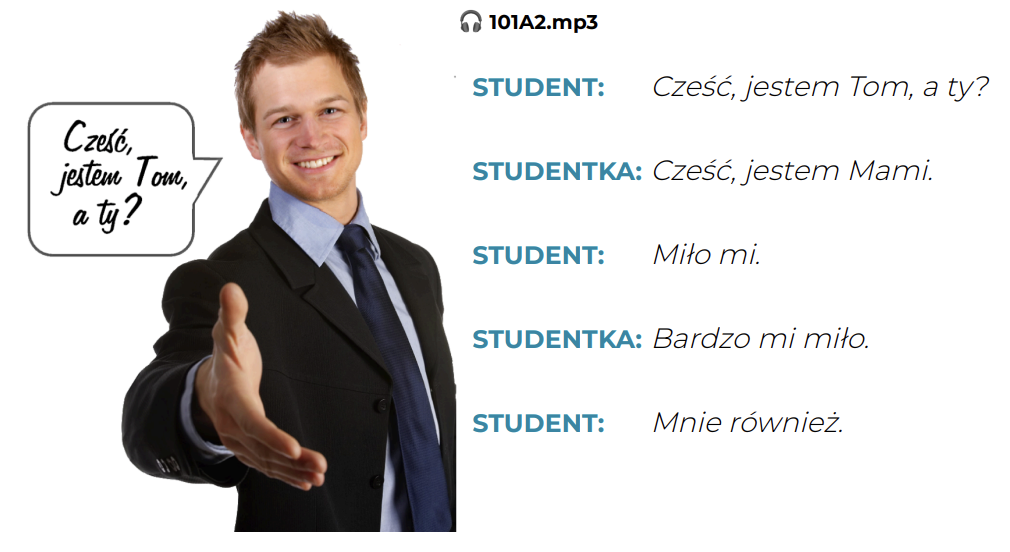 🎧 101A2.mp3
Cześć,
jestem Tom,
a ty?
STUDENT: Cześć, jestem Tom, a ty?
STUDENTKA: Cześć, jestem Mami.
STUDENT: Miło mi.
STUDENTKA: Bardzo mi miło.
STUDENT: Mnie również.